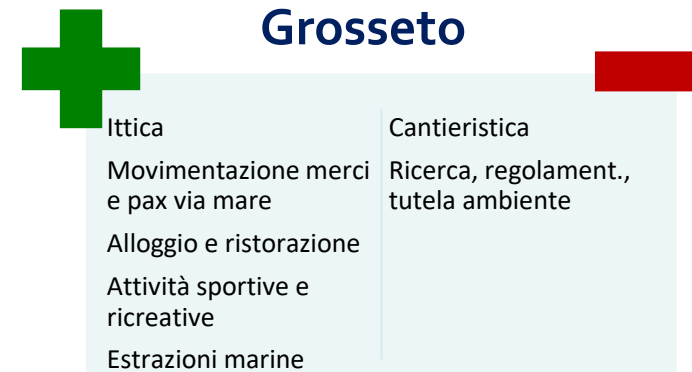 Grosseto
Ittica
Movimentazione merci
e pax via mare
Alloggio e ristorazione
Attività sportive e
ricreative
Estrazioni marine
Cantieristica
Ricerca, regolament.,
tutela ambiente